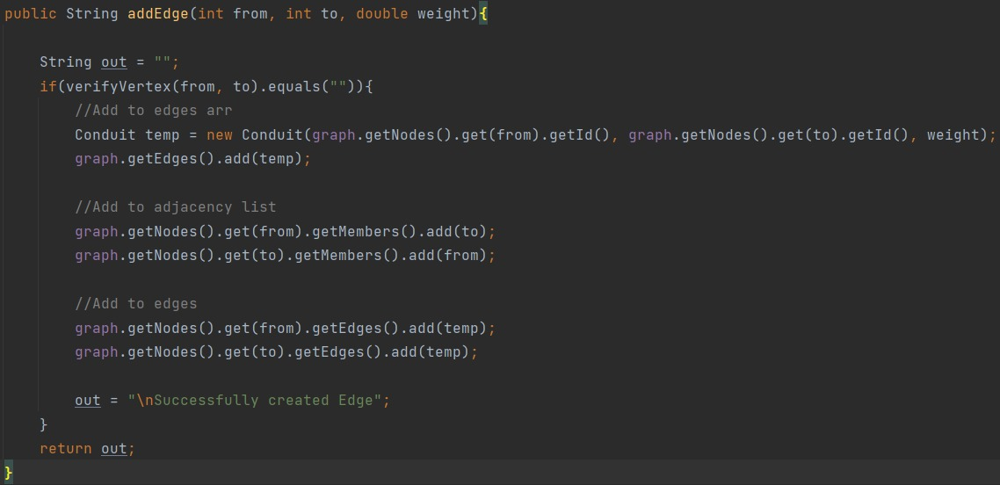 public String addEdge(int from, int to, double weight){
String out = "";
if(verifyVertex(from, to).equals("")){
//Add to edges arr
Conduit temp = new Conduit(graph.getNodes().get(from).getId(), graph.getNodes().get(to).getId(), weight);
graph.getEdges().add(temp);
//Add to adjacency list
graph.getNodes().get(from).getMembers().add(to);
graph.getNodes().get(to).getMembers().add(from);
//Add to edges
graph.getNodes().get(from).getEdges().add(temp);
graph.getNodes().get(to).getEdges().add(temp);
out = "\nSuccessfully created Edge";
}
return out;
}